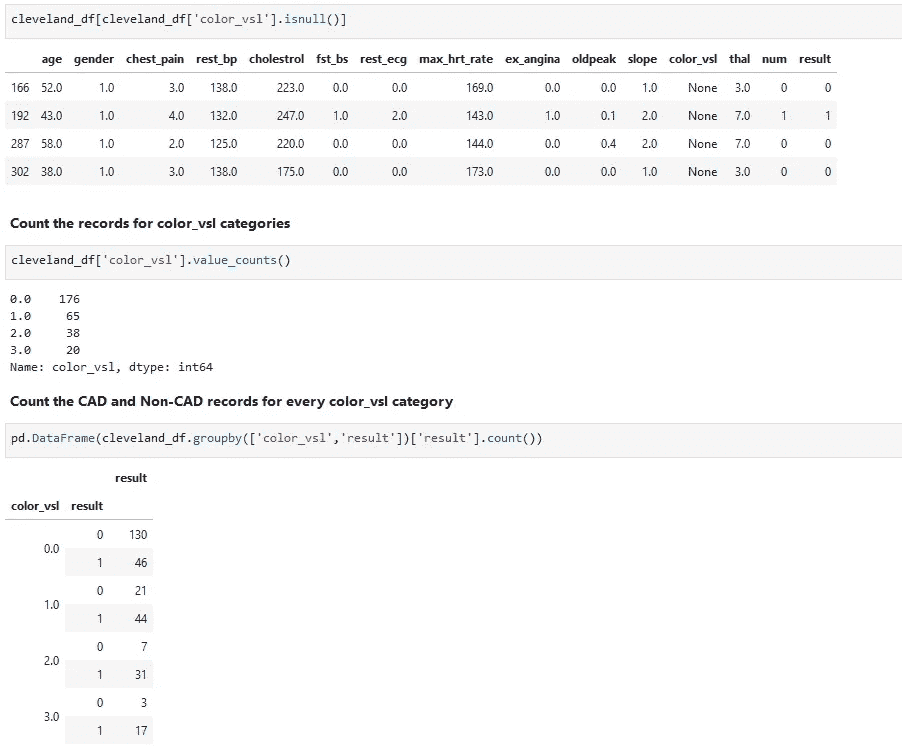 cleveland_df[cleveland_df['color_vsl'].isnull()]
age gender chest_pain rest_bp cholestrol fst_bs rest_ecg max_hrt_rate ex_angina oldpeak slope color_vsl thal num result
166 52.0 1.0 3.0 138.0 223.0 0.0 0.0 169.0 0.0 0.0 1.0 None 3.0 0 0
192 43.0 1.0 4.0 132.0 247.0 1.0 2.0 143.0 1.0 0.1 2.0 None 7.0 1 1
287 58.0 1.0 2.0 125.0 220.0 0.0 0.0 144.0 0.0 0.4 2.0 None 7.0 0 0
302 38.0 1.0 3.0 138.0 175.0 0.0 0.0 173.0 0.0 0.0 1.0 None 3.0 0 0
Count the records for color_vsl categories
cleveland_df['color_vsl'].value_counts()
0.0 176
1.0 65
2.0 38
3.0 20
Name: color_vsl, dtype: int64
Count the CAD and Non-CAD records for every color_vsl category
pd.DataFrame(cleveland_df.groupby(['color_vsl','result'])['result'].count())
result
color_vsl result
0 130
0.0
1 46
0 21
1.0
1 44
0 7
2.0
1 31
0 3
3.0
1 17